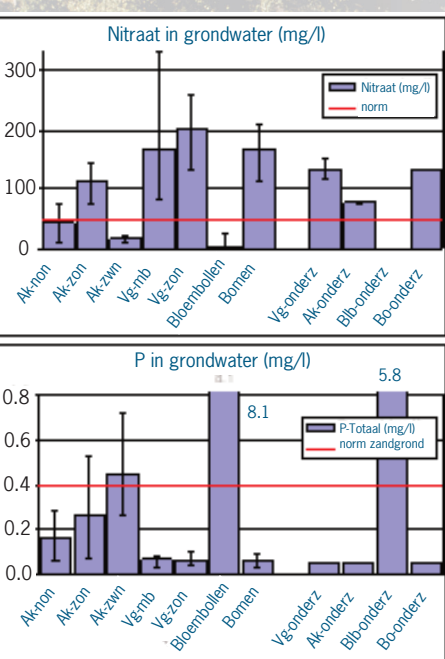 Nitraat in grondwater (mg/l)
300
200
100
0
Nitraat (mg/l)
norm
Ak-non
Ak-zon
Ak-zwn
Vg-mb
Vg-zon
Bloembollen
Bomen
Vg-onderz
Ak-onderz
Blb-onderz
Bo-onderz
P in grondwater (mg/l)
0.8
0.6
0.4
0.2
0.0
8.1
5.8
P-Totaal (mg/l)
norm zandgrond
Ak-non
Ak-zon
Ak-zwn
Vg-mb
Vg-zon
Bloembollen
Bomen
Vg-onderz
Ak-onderz
Blb-onderz
Bo-onderz